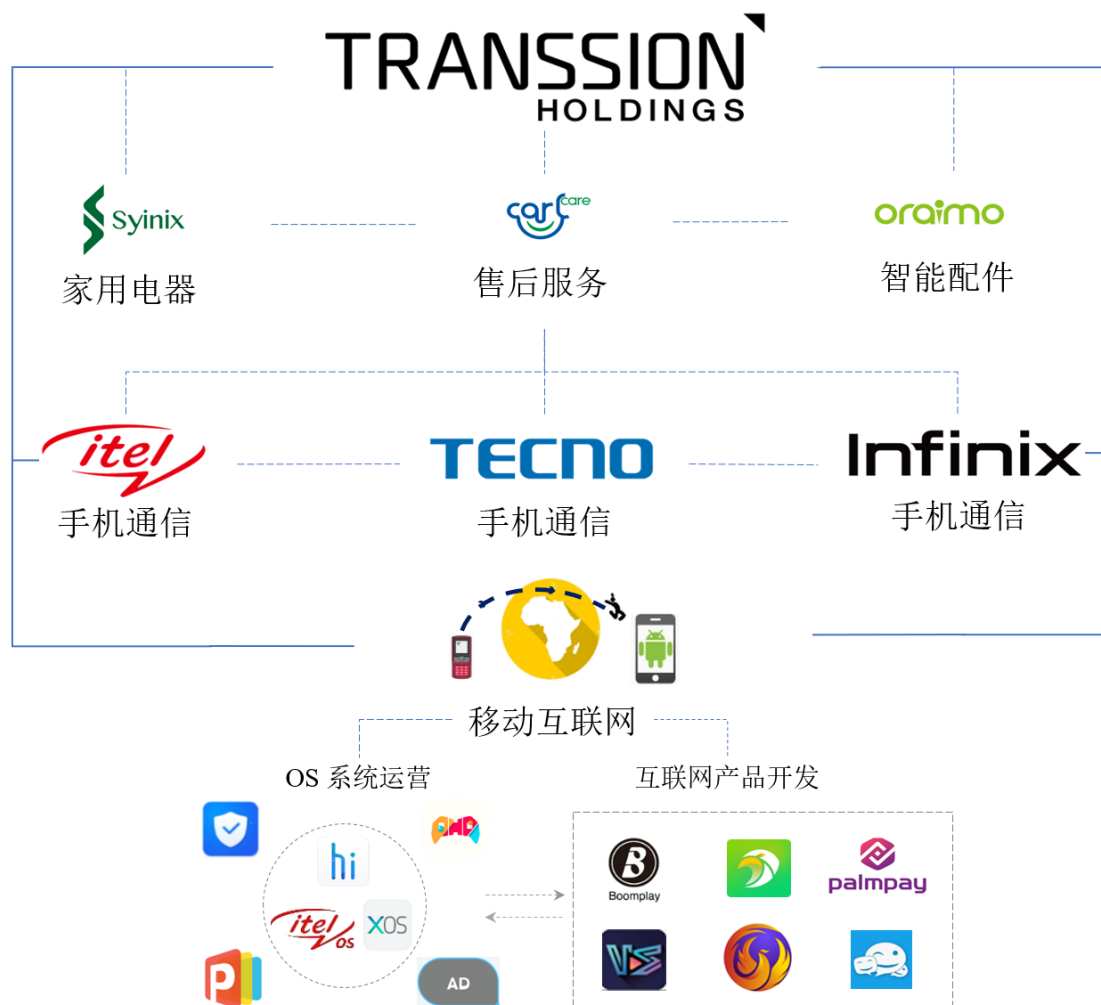 TRANSSION
HOLDINGS
Syinix
carlcare
oraimo
家用电器
售后服务
智能配件
itel
TECNO
Infinix
手机通信
手机通信
手机通信
移动互联网
OS 系统运营
互联网产品开发
hi
itel OS
XOS
P
AD
B
Boomplay
palmpay
VS